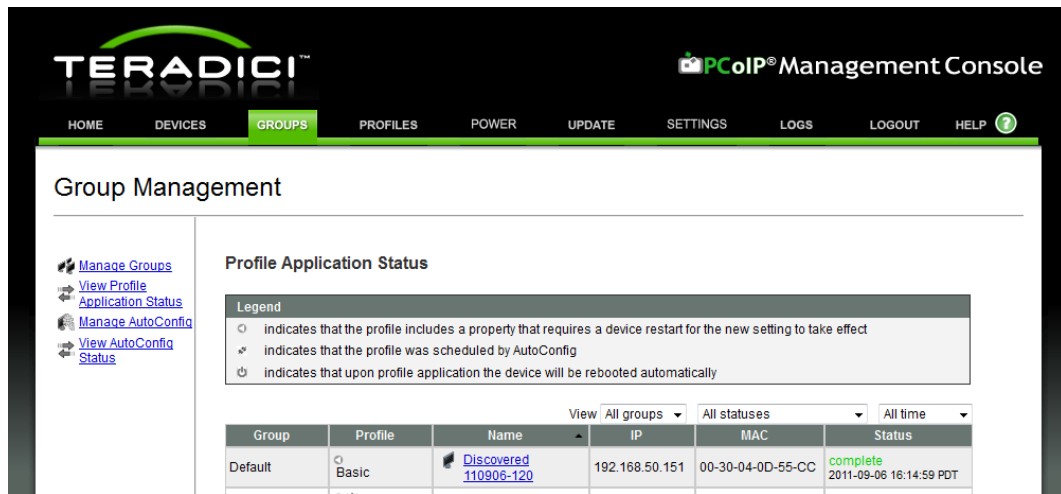 TERADICI™
PCoIP® Management Console
HOME DEVICES GROUPS PROFILES POWER UPDATE SETTINGS LOGS LOGOUT HELP ?
Group Management
Manage Groups
View Profile
Application Status
Manage AutoConfig
View AutoConfig
Status
Profile Application Status
Legend
indicates that the profile includes a property that requires a device restart for the new setting to take effect
indicates that the profile was scheduled by AutoConfig
indicates that upon profile application the device will be rebooted automatically
View All groups All statuses All time
Group Profile Name IP MAC Status
Default Basic Discovered 110906-120 192.168.50.151 00-30-04-0D-55-CC complete
2011-09-06 16:14:59 PDT